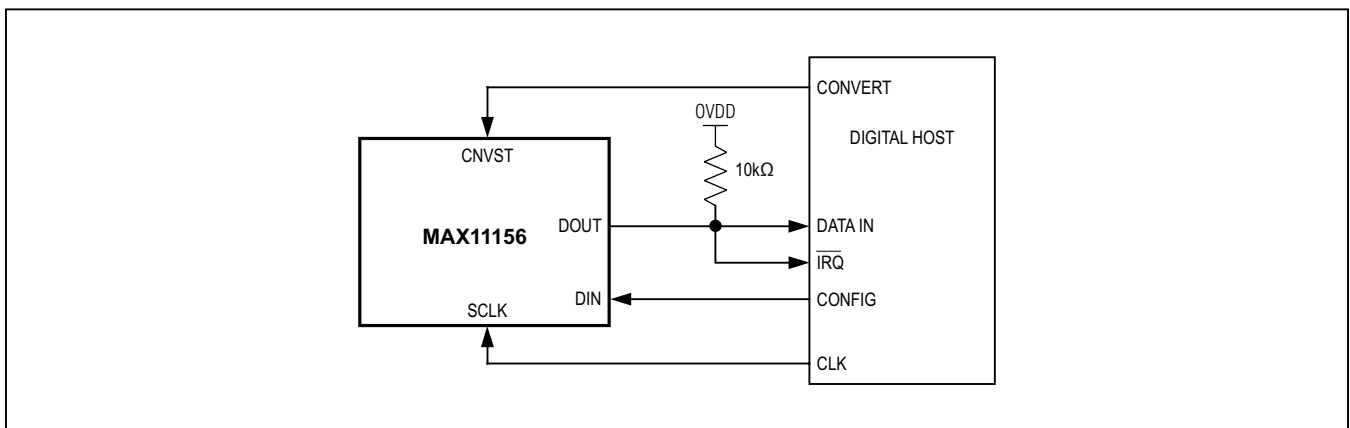 CONVERT
OVDD
DIGITAL HOST
CNVST
10kΩ
DOUT
DATA IN
MAX11156
IRQ
DIN
CONFIG
SCLK
CLK